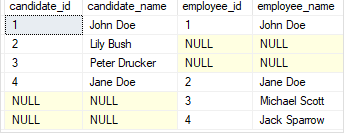 candidate_id candidate_name employee_id employee_name
1 John Doe 1 John Doe
2 Lily Bush NULL NULL
3 Peter Drucker NULL NULL
4 Jane Doe 2 Jane Doe
NULL NULL 3 Michael Scott
NULL NULL 4 Jack Sparrow